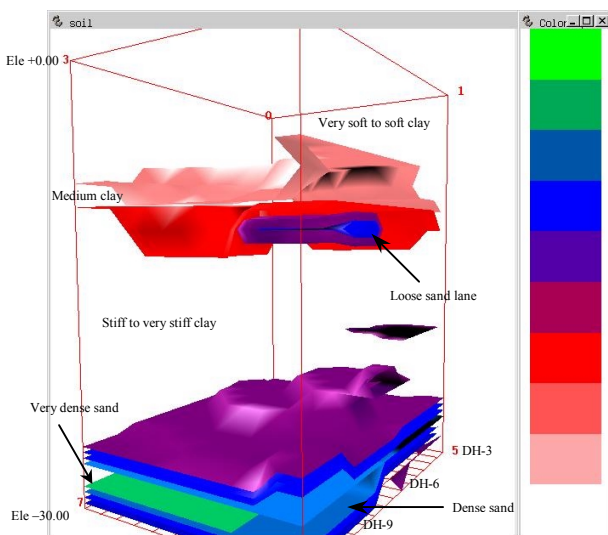 soil
Color
Ele +0.00
3
1
0
Very soft to soft clay
Medium clay
Loose sand lane
Stiff to very stiff clay
Very dense sand
5 DH-3
DH-6
7
Dense sand
Ele –30.00
DH-9